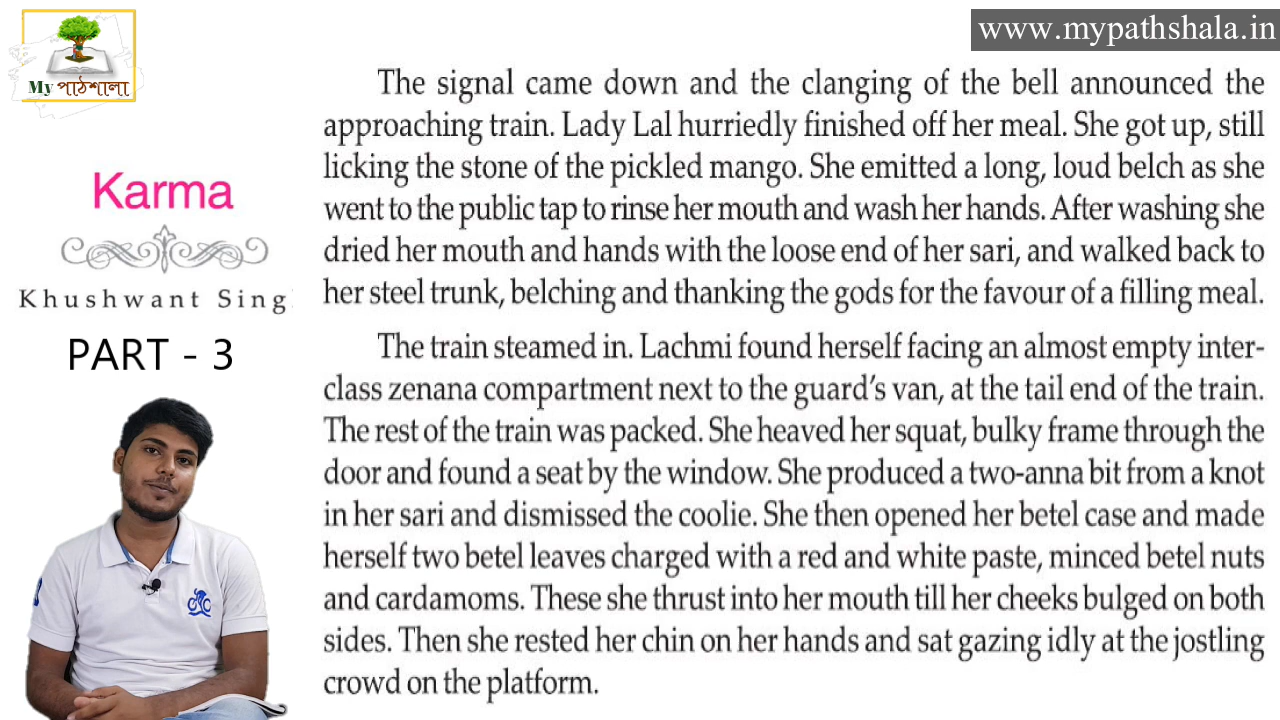 www.mypathshala.in
My পাঠশালা
Karma
Khushwant Sing
PART - 3
The signal came down and the clanging of the bell announced the
approaching train. Lady Lal hurriedly finished off her meal. She got up, still
licking the stone of the pickled mango. She emitted a long, loud belch as she
went to the public tap to rinse her mouth and wash her hands. After washing she
dried her mouth and hands with the loose end of her sari, and walked back to
her steel trunk, belching and thanking the gods for the favour of a filling meal.
The train steamed in. Lachmi found herself facing an almost empty inter-
class zenana compartment next to the guard's van, at the tail end of the train.
The rest of the train was packed. She heaved her squat, bulky frame through the
door and found a seat by the window. She produced a two-anna bit from a knot
in her sari and dismissed the coolie. She then opened her betel case and made
herself two betel leaves charged with a red and white paste, minced betel nuts
and cardamoms. These she thrust into her mouth till her cheeks bulged on both
sides. Then she rested her chin on her hands and sat gazing idly at the jostling
crowd on the platform.